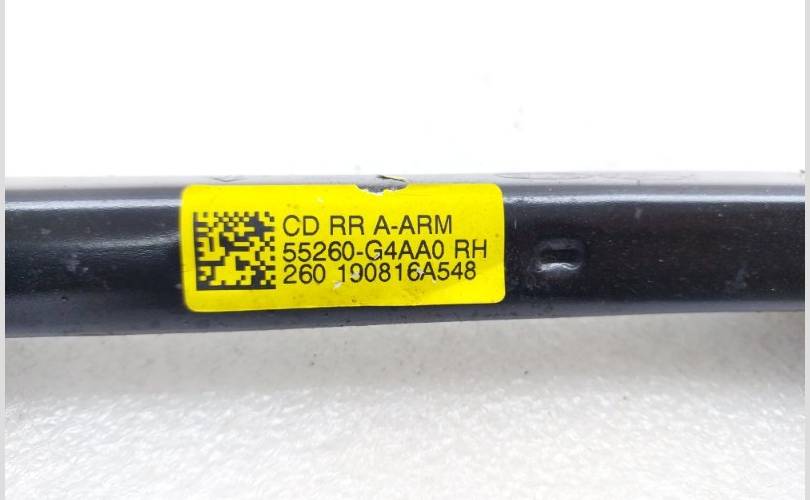 CD RR A-ARM
55260-G4AA0 RH
260 190816A548